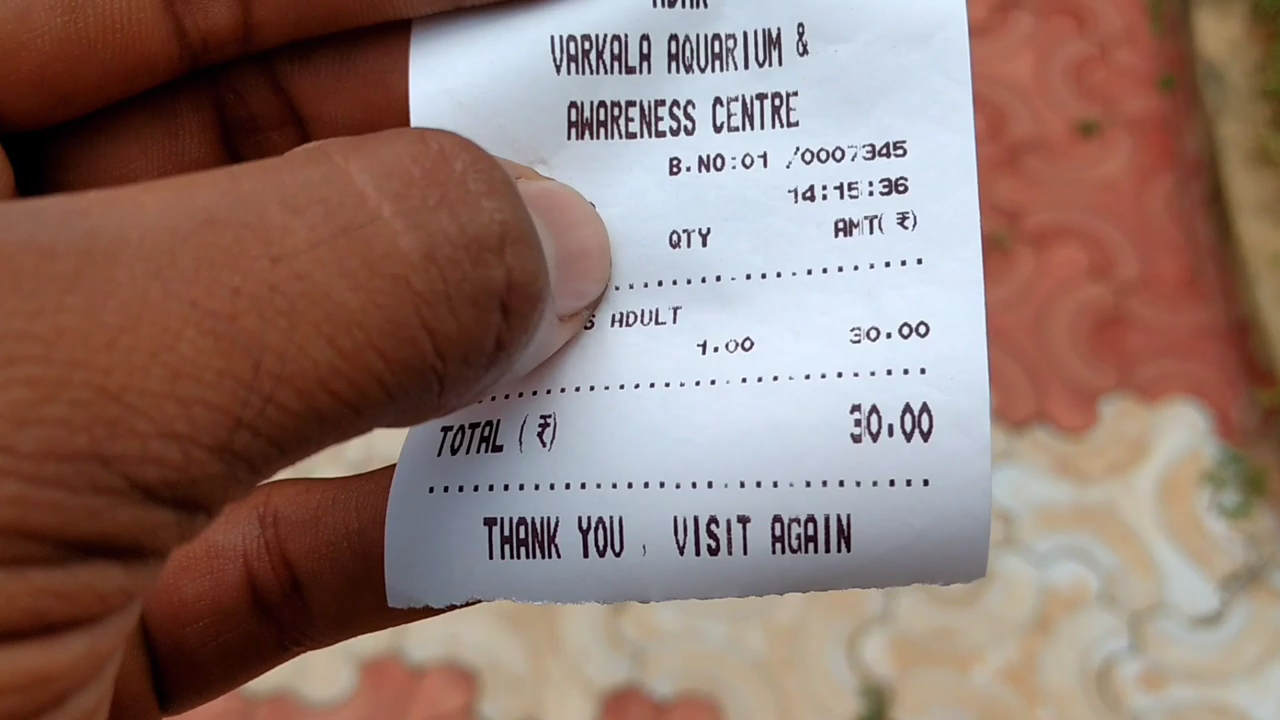 ADAK
VARKALA AQUARIUM &
AWARENESS CENTRE
B.NO:01 /0007345
14:15:36
QTY AMT( ₹)
ADULT
1.00 30.00
TOTAL ( ₹) 30.00
THANK YOU , VISIT AGAIN